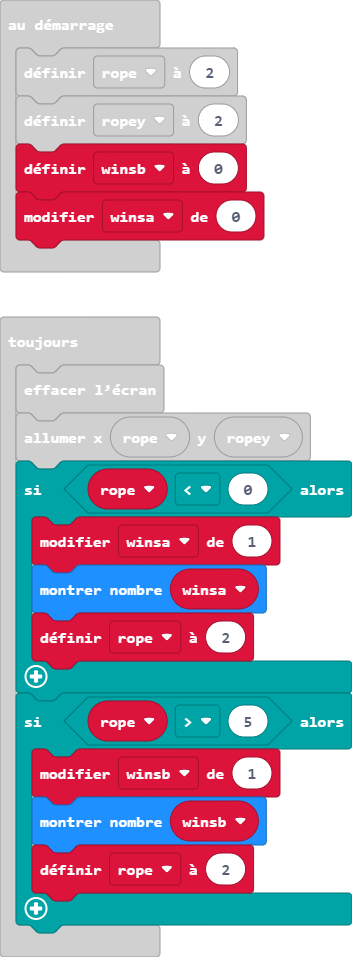 au démarrage
définir rope à 2
définir ropey à 2
définir winsb à 0
modifier winsa de 0
toujours
effacer l'écran
allumer x rope y ropey
si rope < 0 alors
modifier winsa de 1
montrer nombre winsa
définir rope à 2
si rope > 5 alors
modifier winsb de 1
montrer nombre winsb
définir rope à 2